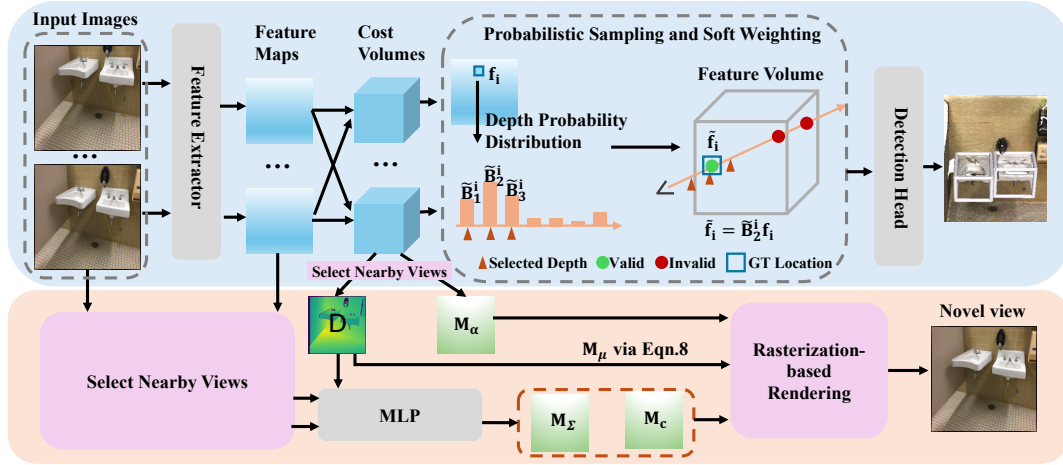 Input Images
Feature Extractor
Feature
Maps
Cost
Volumes
...
...
...
Probabilistic Sampling and Soft Weighting
f_i
Depth Probability
Distribution
B̃_1^i
B̃_2^i
B̃_3^i
Feature Volume
f̃_i
f̃_i = B̃_2^i f_i
Selected Depth
Valid
Invalid
GT Location
Detection Head
Select Nearby Views
D
M_α
M_μ via Eqn.8
Select Nearby Views
MLP
M_Σ
M_c
Rasterization-
based
Rendering
Novel view